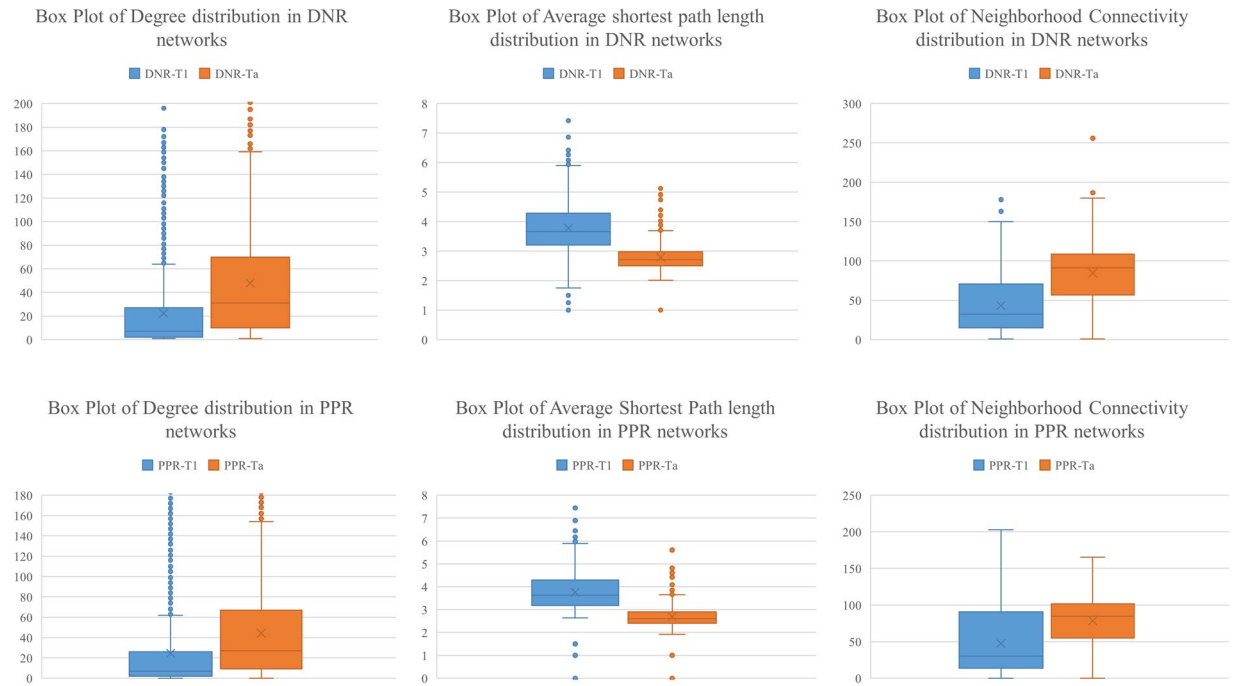 Box Plot of Degree distribution in DNR
networks
DNR-T1 DNR-Ta
200
180
160
140
120
100
80
60
40
20
0
Box Plot of Average shortest path length
distribution in DNR networks
DNR-T1 DNR-Ta
8
7
6
5
4
3
2
1
0
Box Plot of Neighborhood Connectivity
distribution in DNR networks
DNR-T1 DNR-Ta
300
250
200
150
100
50
0
Box Plot of Degree distribution in PPR
networks
PPR-T1 PPR-Ta
180
160
140
120
100
80
60
40
20
0
Box Plot of Average Shortest Path length
distribution in PPR networks
PPR-T1 PPR-Ta
8
7
6
5
4
3
2
1
0
Box Plot of Neighborhood Connectivity
distribution in PPR networks
PPR-T1 PPR-Ta
250
200
150
100
50
0